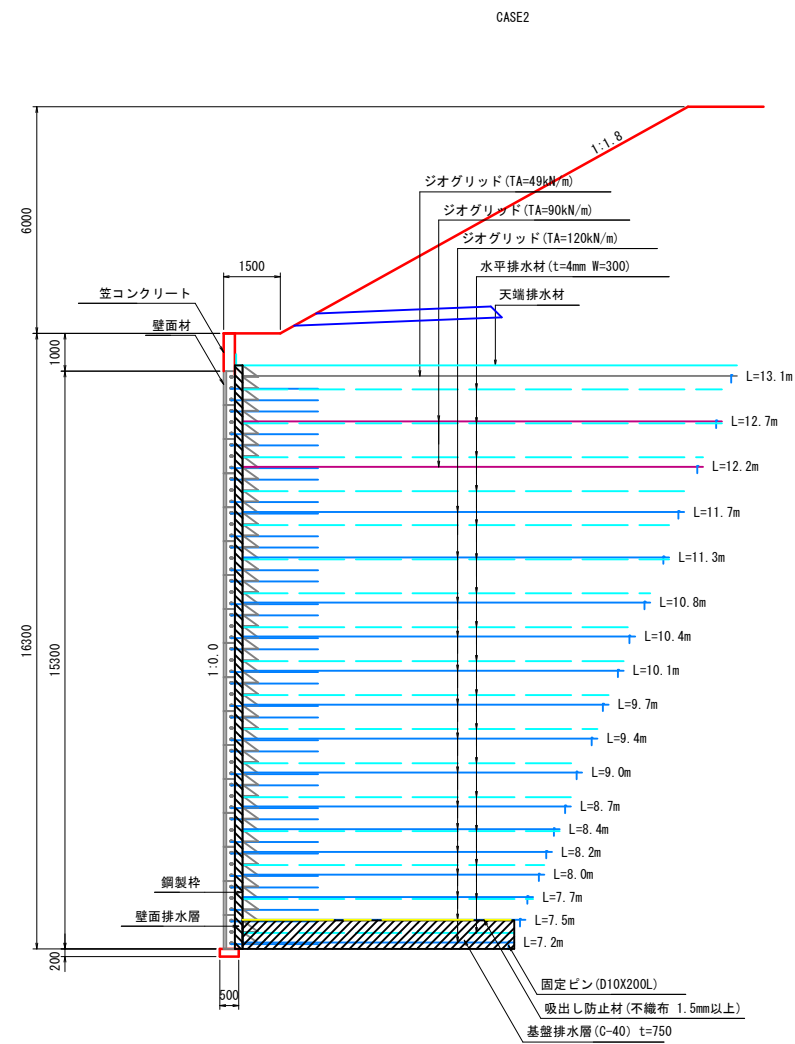 CASE2
1:1.8
ジオグリッド(TA=49kN/m)
ジオグリッド(TA=90kN/m)
ジオグリッド(TA=120kN/m)
水平排水材(t=4mm W=300)
天端排水材
6000
1500
笠コンクリート
壁面材
1000
L=13.1m
L=12.7m
L=12.2m
L=11.7m
L=11.3m
L=10.8m
L=10.4m
L=10.1m
L=9.7m
L=9.4m
L=9.0m
L=8.7m
L=8.4m
L=8.2m
L=8.0m
L=7.7m
L=7.5m
L=7.2m
16300
15300
1:0.0
鋼製枠
壁面排水層
200
500
固定ピン(D10X200L)
吸出し防止材(不織布 1.5mm以上)
基盤排水層(C-40) t=750